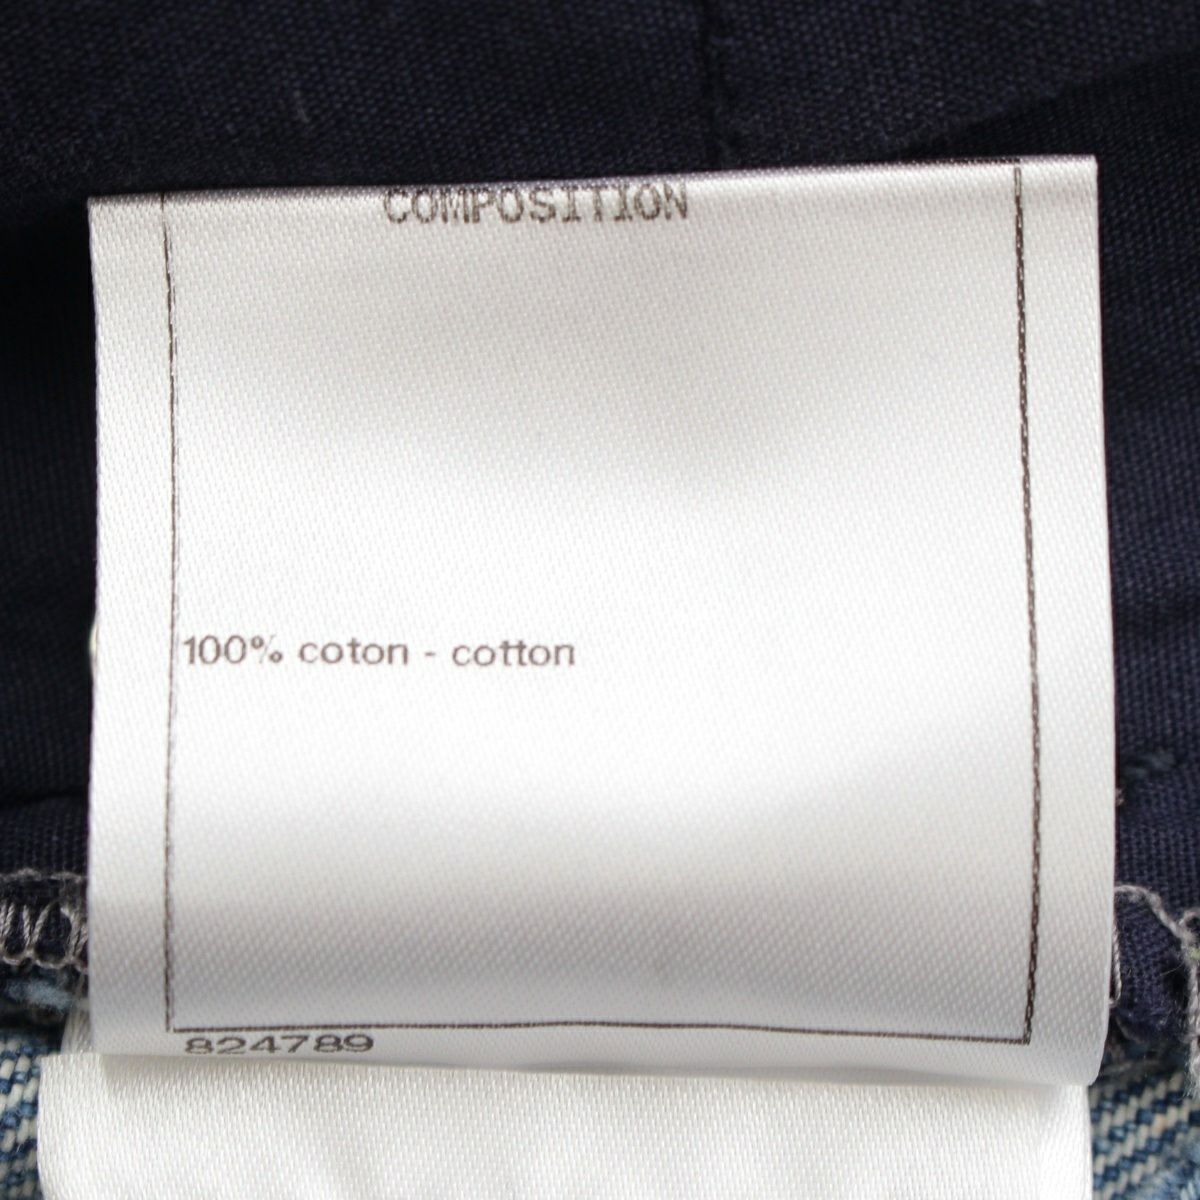 COMPOSITION
100% coton - cotton
824789